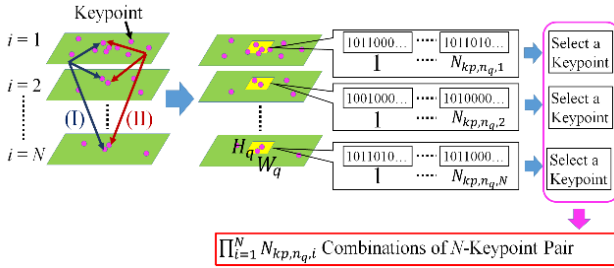 Keypoint
i = 1
i = 2
i = N
(I)
(II)
H_q
W_q
1011000... ...... 1011010...
1 ...... N_{kp,n_q,1}
1001000... ...... 1010000...
1 ...... N_{kp,n_q,2}
1011010... ...... 1011000...
1 ...... N_{kp,n_q,N}
Select a
Keypoint
Select a
Keypoint
Select a
Keypoint
∏_{i=1}^{N} N_{kp,n_q,i} Combinations of N-Keypoint Pair